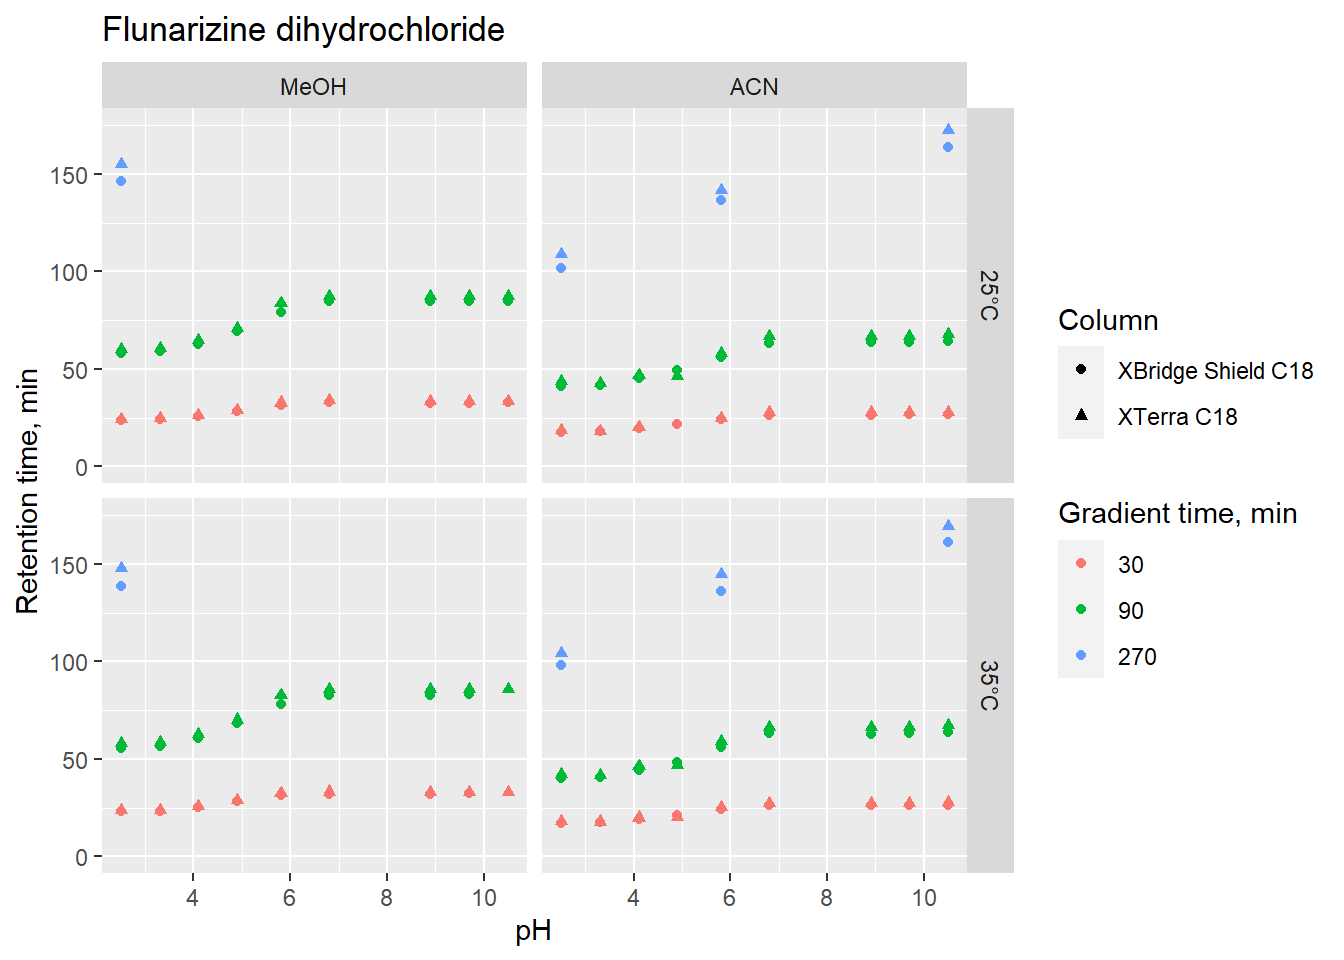 Flunarizine dihydrochloride
MeOH
ACN
150
100
50
0
25°C
150
100
50
0
35°C
4
6
8
10
4
6
8
10
pH
Retention time, min
Column
XBridge Shield C18
XTerra C18
Gradient time, min
30
90
270